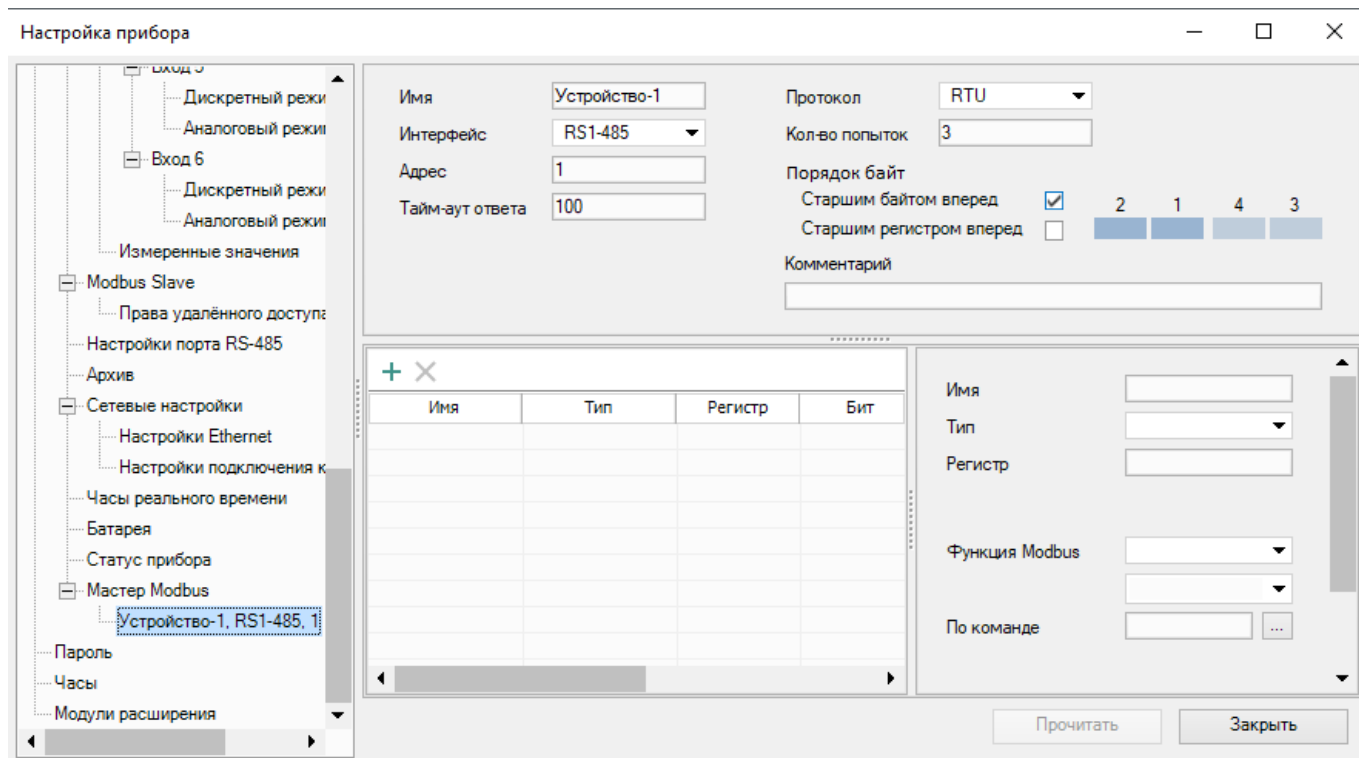 Настройка прибора
Дискретный режи
Аналоговый режи
Вход 6
Дискретный режи
Аналоговый режи
Измеренные значения
Modbus Slave
Права удалённого доступа
Настройки порта RS-485
Архив
Сетевые настройки
Настройки Ethernet
Настройки подключения к
Часы реального времени
Батарея
Статус прибора
Мастер Modbus
Устройство-1, RS1-485, 1
Пароль
Часы
Модули расширения
Имя Устройство-1
Интерфейс RS1-485
Адрес 1
Тайм-аут ответа 100
Протокол RTU
Кол-во попыток 3
Порядок байт
Старшим байтом вперед 2 1 4 3
Старшим регистром вперед
Комментарий
Имя Тип Регистр Бит
Имя
Тип
Регистр
Функция Modbus
По команде ...
Прочитать Закрыть